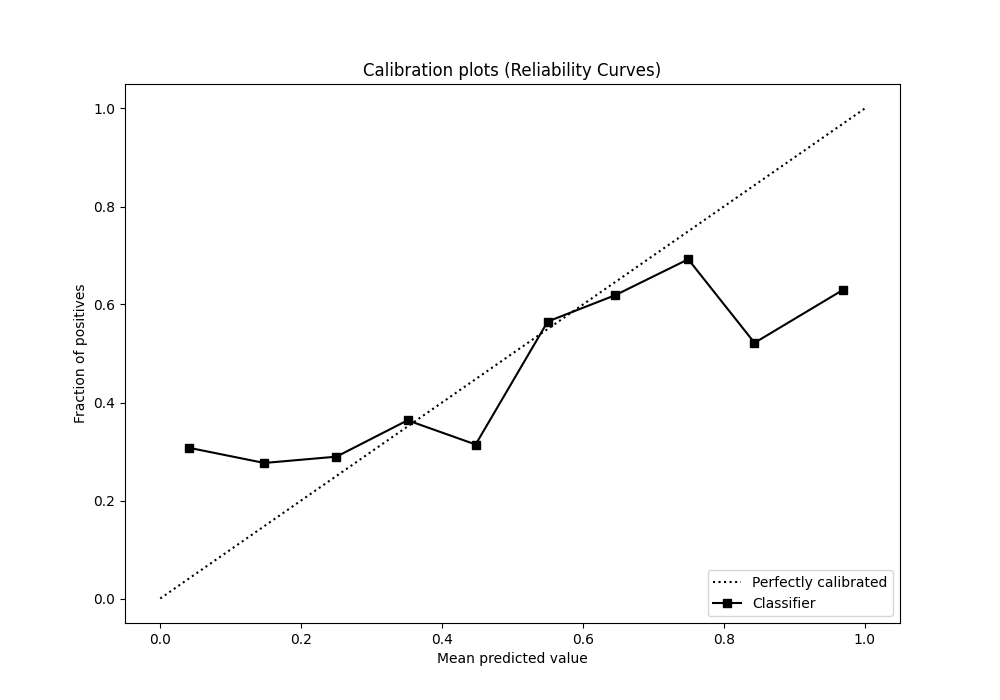 Calibration plots (Reliability Curves)
Fraction of positives
1.0
0.8
0.6
0.4
0.2
0.0
Perfectly calibrated
Classifier
0.0 0.2 0.4 0.6 0.8 1.0
Mean predicted value